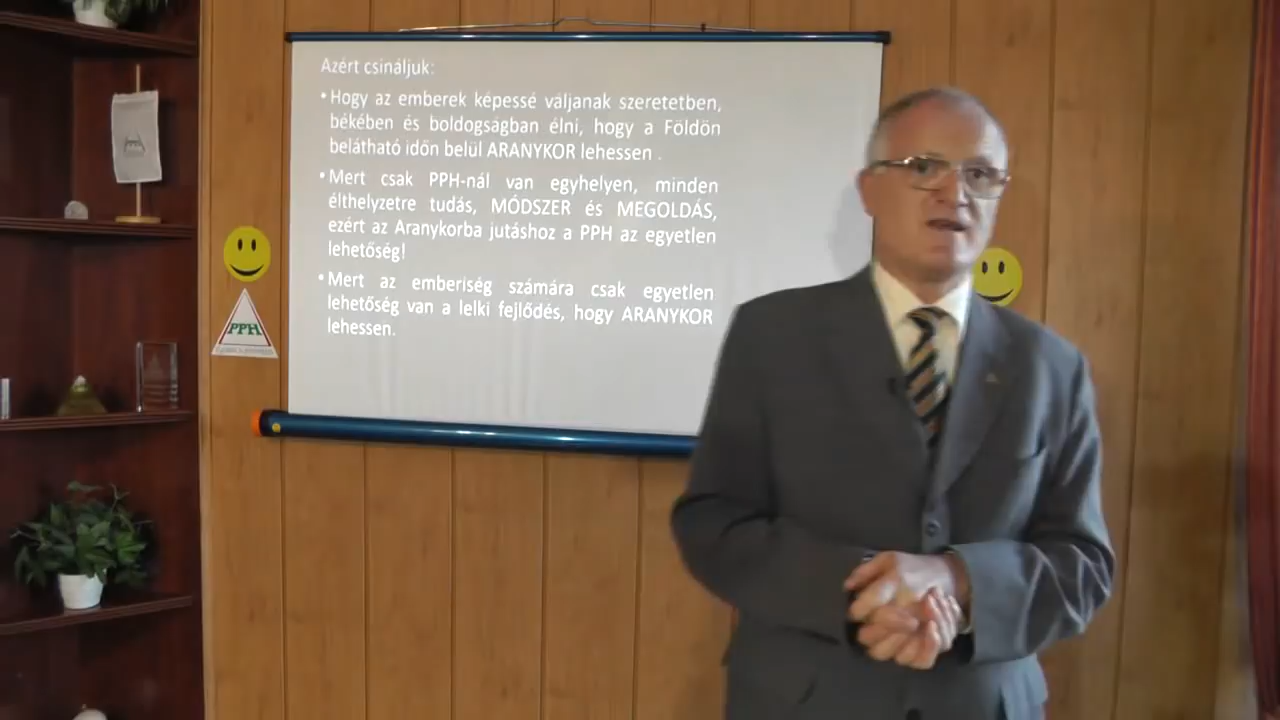 Azért csináljuk:
•Hogy az emberek képessé váljanak szeretetben,
békében és boldogságban élni, hogy a Földön
belátható időn belül ARANYKOR lehessen .
•Mert csak PPH-nál van egyhelyen, minden
élthelyzetre tudás, MÓDSZER és MEGOLDÁS,
ezért az Aranykorba jutáshoz a PPH az egyetlen
lehetőség!
•Mert az emberiség számára csak egyetlen
lehetőség van a lelki fejlődés, hogy ARANYKOR
lehessen.
PPH